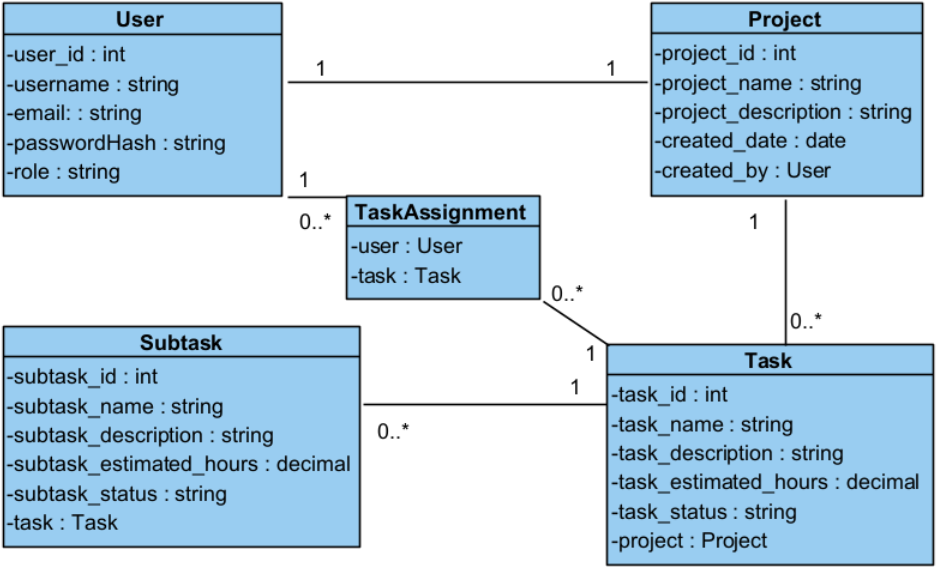 User
-user_id : int
-username : string
-email: : string
-passwordHash : string
-role : string
1
1
Project
-project_id : int
-project_name : string
-project_description : string
-created_date : date
-created_by : User
1
0..*
TaskAssignment
-user : User
-task : Task
0..*
1
1
0..*
Subtask
-subtask_id : int
-subtask_name : string
-subtask_description : string
-subtask_estimated_hours : decimal
-subtask_status : string
-task : Task
0..*
1
Task
-task_id : int
-task_name : string
-task_description : string
-task_estimated_hours : decimal
-task_status : string
-project : Project